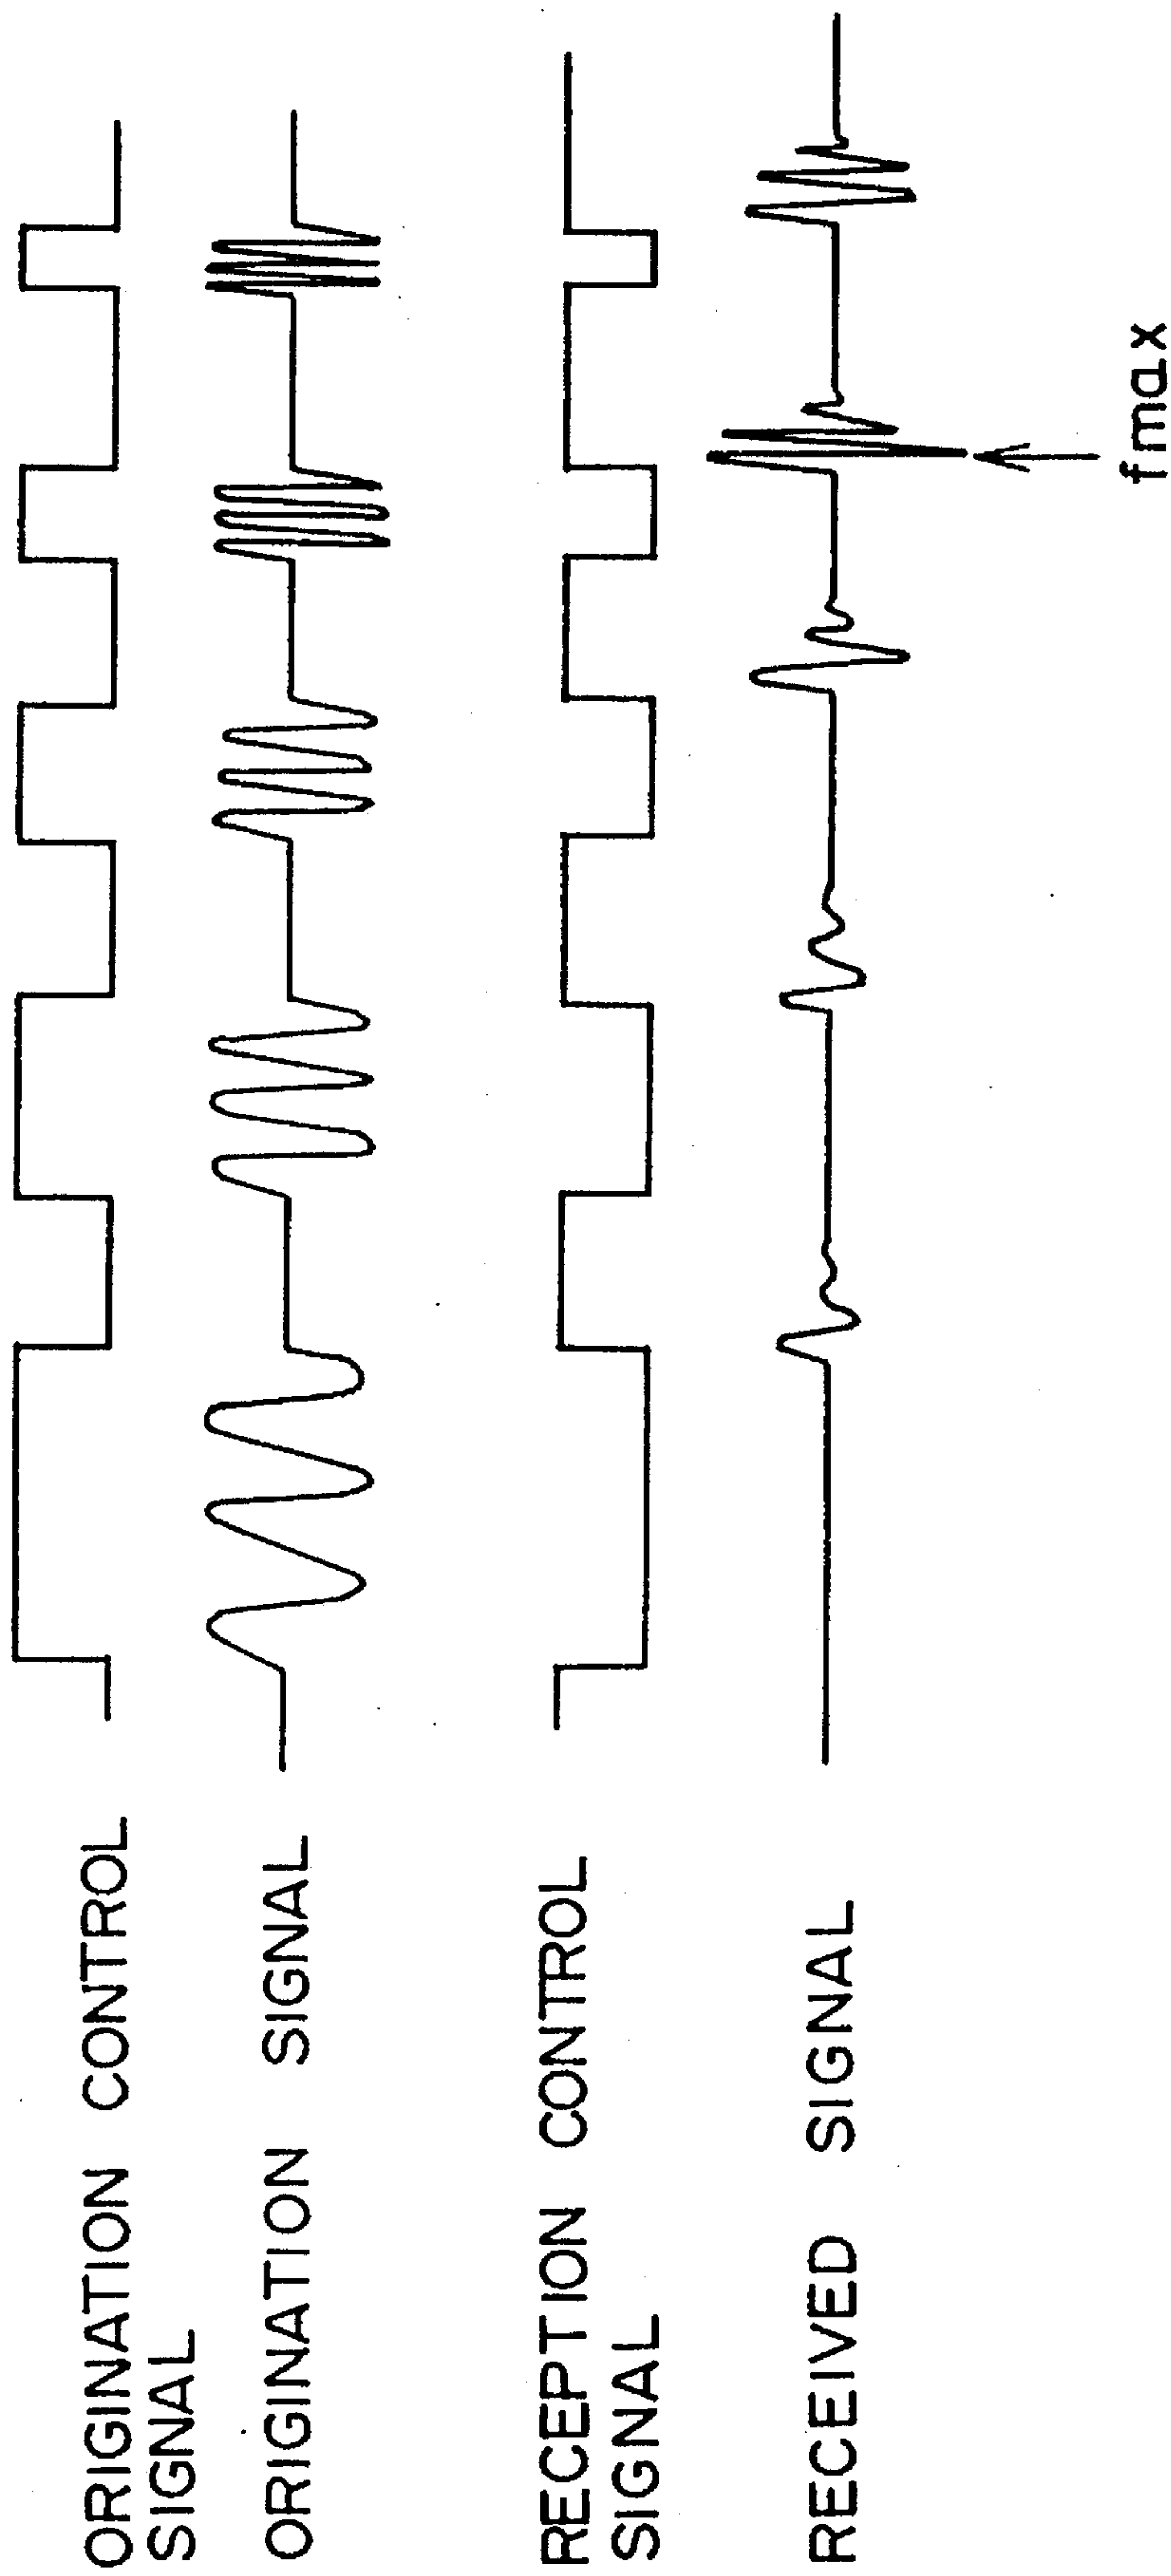 ORIGINATION CONTROL
SIGNAL
ORIGINATION SIGNAL
RECEPTION CONTROL
SIGNAL
RECEIVED SIGNAL
fmax